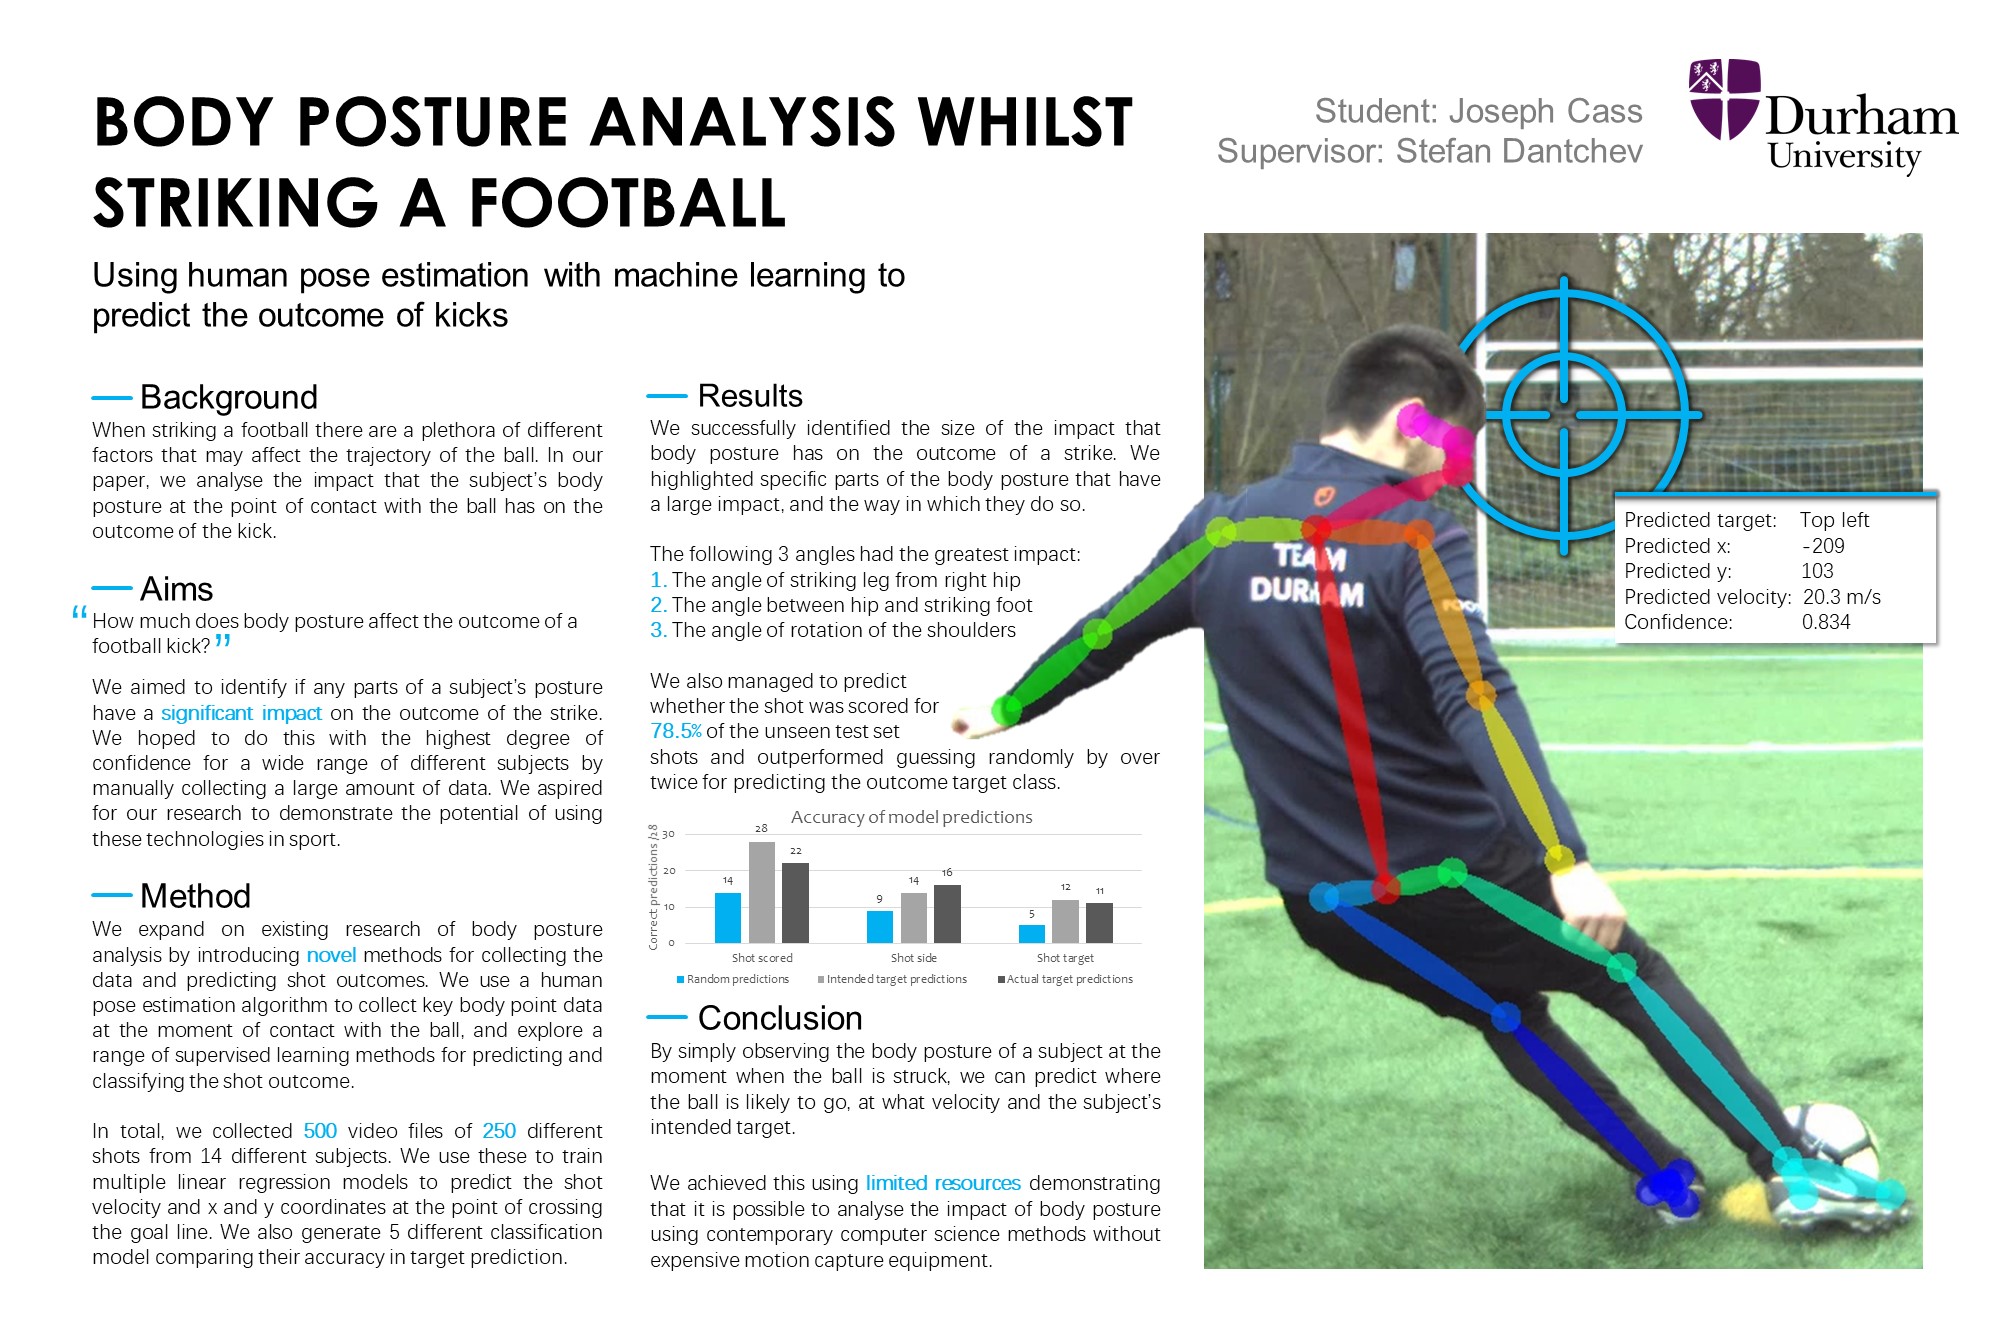 BODY POSTURE ANALYSIS WHILST
STRIKING A FOOTBALL
Using human pose estimation with machine learning to
predict the outcome of kicks
Student: Joseph Cass
Supervisor: Stefan Dantchev
Durham
University
Background
When striking a football there are a plethora of different
factors that may affect the trajectory of the ball. In our
paper, we analyse the impact that the subject's body
posture at the point of contact with the ball has on the
outcome of the kick.
Aims
“How much does body posture affect the outcome of a
football kick?”
We aimed to identify if any parts of a subject's posture
have a significant impact on the outcome of the strike.
We hoped to do this with the highest degree of
confidence for a wide range of different subjects by
manually collecting a large amount of data. We aspired
for our research to demonstrate the potential of using
these technologies in sport.
Method
We expand on existing research of body posture
analysis by introducing novel methods for collecting the
data and predicting shot outcomes. We use a human
pose estimation algorithm to collect key body point data
at the moment of contact with the ball, and explore a
range of supervised learning methods for predicting and
classifying the shot outcome.
In total, we collected 500 video files of 250 different
shots from 14 different subjects. We use these to train
multiple linear regression models to predict the shot
velocity and x and y coordinates at the point of crossing
the goal line. We also generate 5 different classification
model comparing their accuracy in target prediction.
Results
We successfully identified the size of the impact that
body posture has on the outcome of a strike. We
highlighted specific parts of the body posture that have
a large impact, and the way in which they do so.
The following 3 angles had the greatest impact:
1. The angle of striking leg from right hip
2. The angle between hip and striking foot
3. The angle of rotation of the shoulders
We also managed to predict
whether the shot was scored for
78.5% of the unseen test set
shots and outperformed guessing randomly by over
twice for predicting the outcome target class.
Accuracy of model predictions
Correct predictions /28
30
20
10
0
14
28
22
9
14
16
5
12
11
Shot scored
Shot side
Shot target
Random predictions
Intended target predictions
Actual target predictions
Conclusion
By simply observing the body posture of a subject at the
moment when the ball is struck, we can predict where
the ball is likely to go, at what velocity and the subject's
intended target.
We achieved this using limited resources demonstrating
that it is possible to analyse the impact of body posture
using contemporary computer science methods without
expensive motion capture equipment.
TEAM
DURHAM
Predicted target: Top left
Predicted x: -209
Predicted y: 103
Predicted velocity: 20.3 m/s
Confidence: 0.834